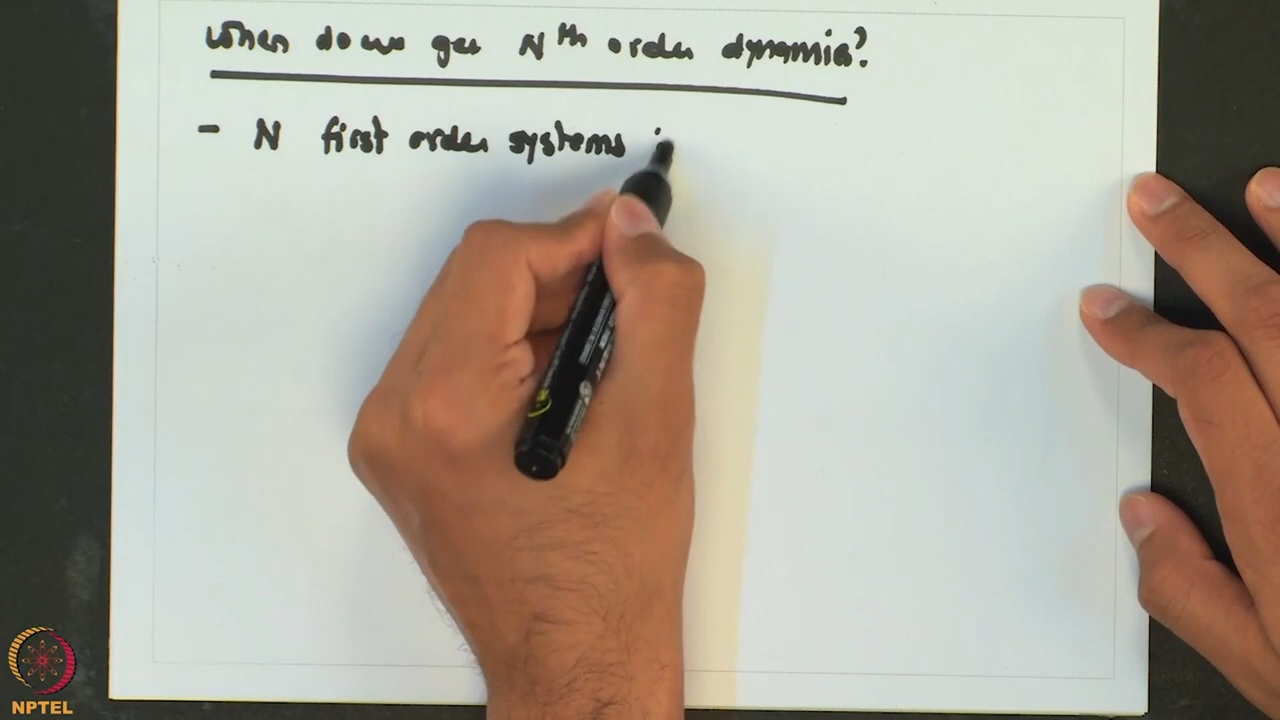 When do we get Nth order dynamics?
- N first order systems i
NPTEL